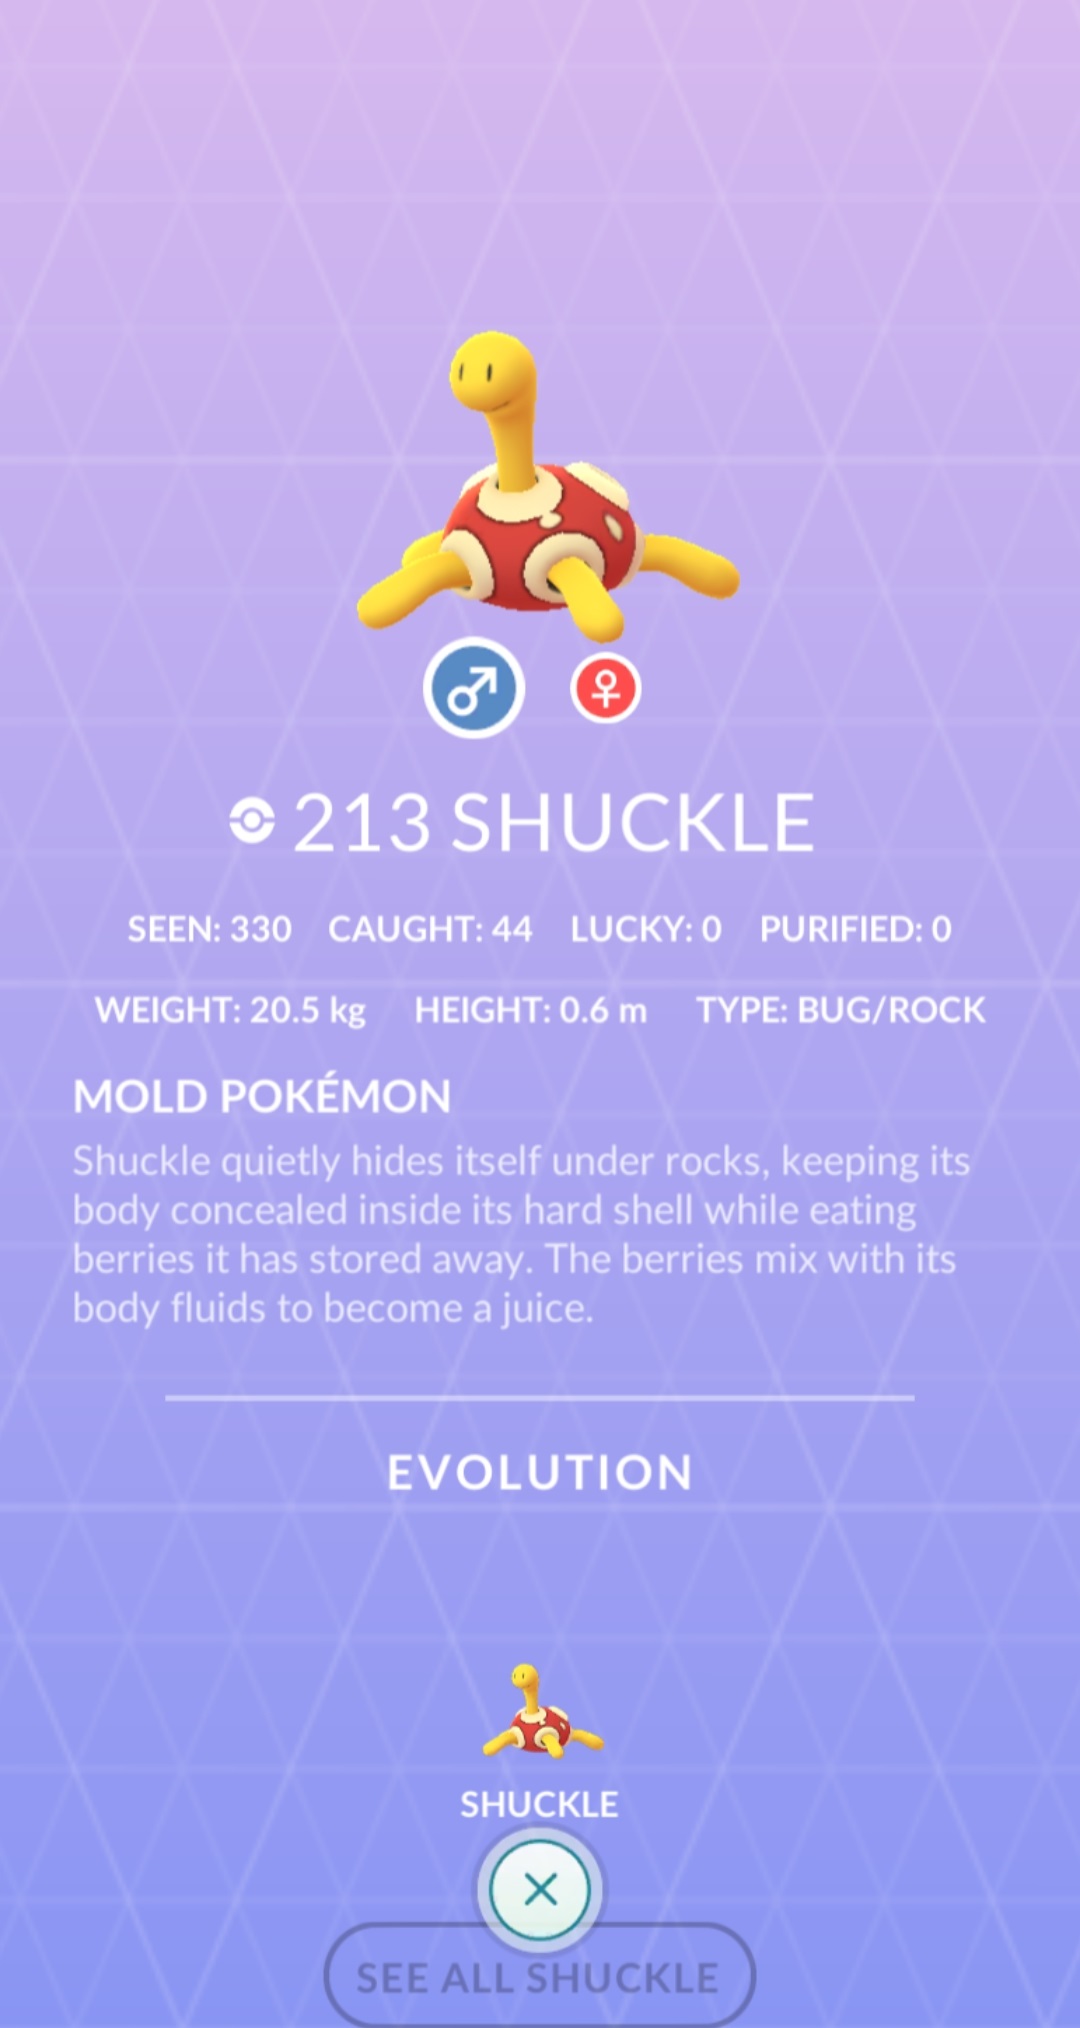 213 SHUCKLE
SEEN: 330 CAUGHT: 44 LUCKY: 0 PURIFIED: 0
WEIGHT: 20.5 kg HEIGHT: 0.6 m TYPE: BUG/ROCK
MOLD POKÉMON
Shuckle quietly hides itself under rocks, keeping its
body concealed inside its hard shell while eating
berries it has stored away. The berries mix with its
body fluids to become a juice.
EVOLUTION
SHUCKLE
SEE ALL SHUCKLE